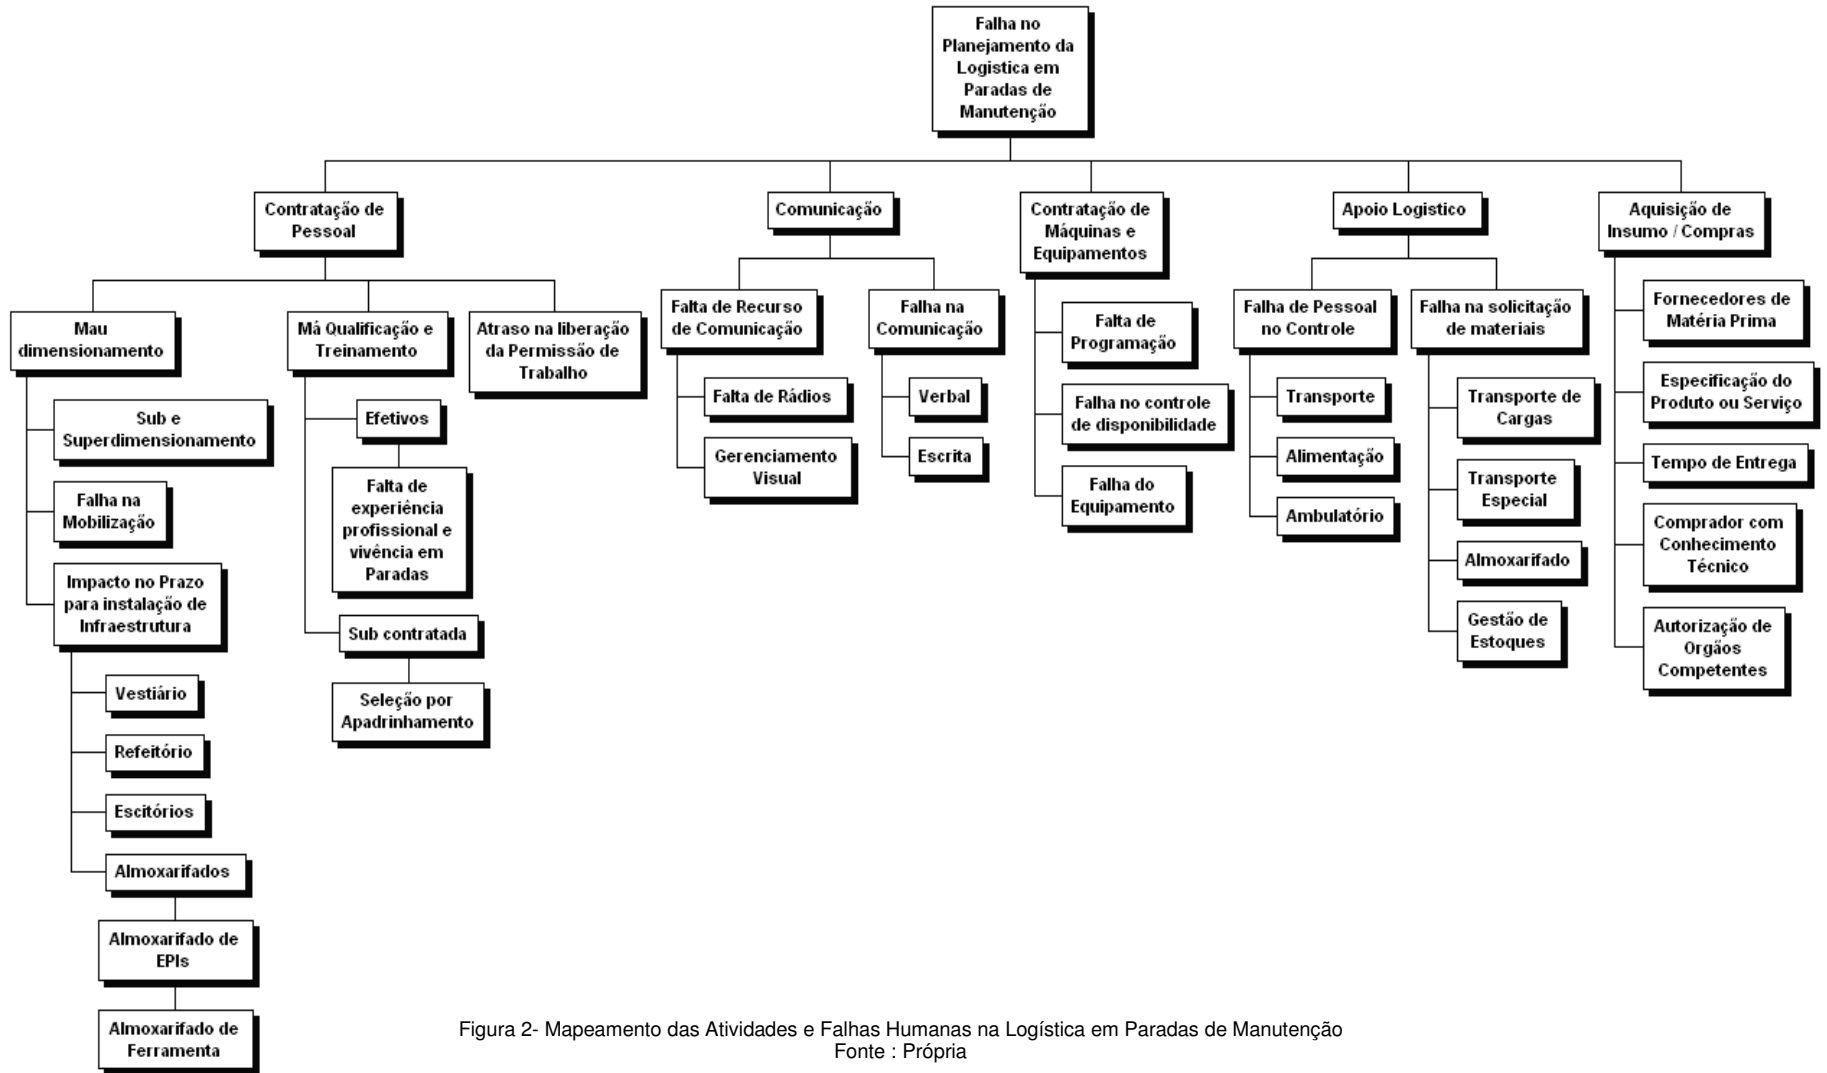 Falha no
Planejamento da
Logistica em
Paradas de
Manutenção
Contratação de
Pessoal
Comunicação
Contratação de
Máquinas e
Equipamentos
Apoio Logistico
Aquisição de
Insumo / Compras
Mau
dimensionamento
Má Qualificação e
Treinamento
Atraso na liberação
da Permissão de
Trabalho
Falta de Recurso
de Comunicação
Falha na
Comunicação
Falta de
Programação
Falha no controle
de disponibilidade
Falha do
Equipamento
Falha de Pessoal
no Controle
Falha na solicitação
de materiais
Fornecedores de
Matéria Prima
Especificação do
Produto ou Serviço
Tempo de Entrega
Comprador com
Conhecimento
Técnico
Autorização de
Orgãos
Competentes
Sub e
Superdimensionamento
Falha na
Mobilização
Impacto no Prazo
para instalação de
Infraestrutura
Vestiário
Refeitório
Escitórios
Almoxarifados
Almoxarifado de
EPIs
Almoxarifado de
Ferramenta
Efetivos
Falta de
experiência
profissional e
vivência em
Paradas
Sub contratada
Seleção por
Apadrinhamento
Falta de Rádios
Gerenciamento
Visual
Verbal
Escrita
Transporte
Alimentação
Ambulatório
Transporte de
Cargas
Transporte
Especial
Almoxarifado
Gestão de
Estoques
Figura 2- Mapeamento das Atividades e Falhas Humanas na Logística em Paradas de Manutenção
Fonte : Própria